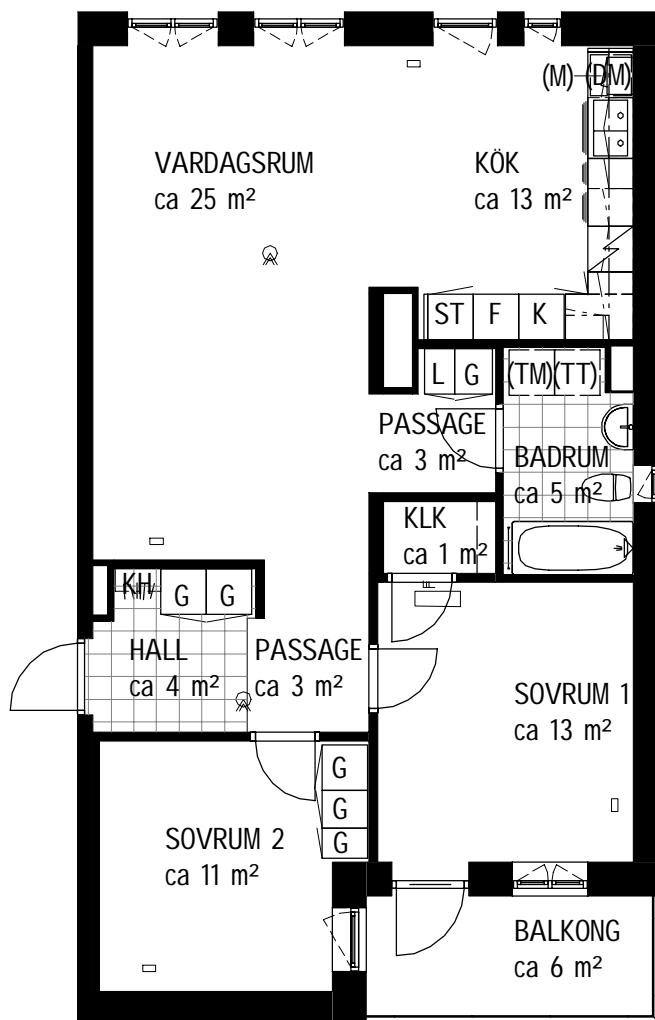 (M) (DM)
VARDAGSRUM
ca 25 m²
KÖK
ca 13 m²
ST F K
L G
(TM) (TT)
PASSAGE
ca 3 m²
BADRUM
ca 5 m²
KLK
ca 1 m²
KH G G
HALL
ca 4 m²
PASSAGE
ca 3 m²
SOVRUM 1
ca 13 m²
G
G
G
SOVRUM 2
ca 11 m²
BALKONG
ca 6 m²